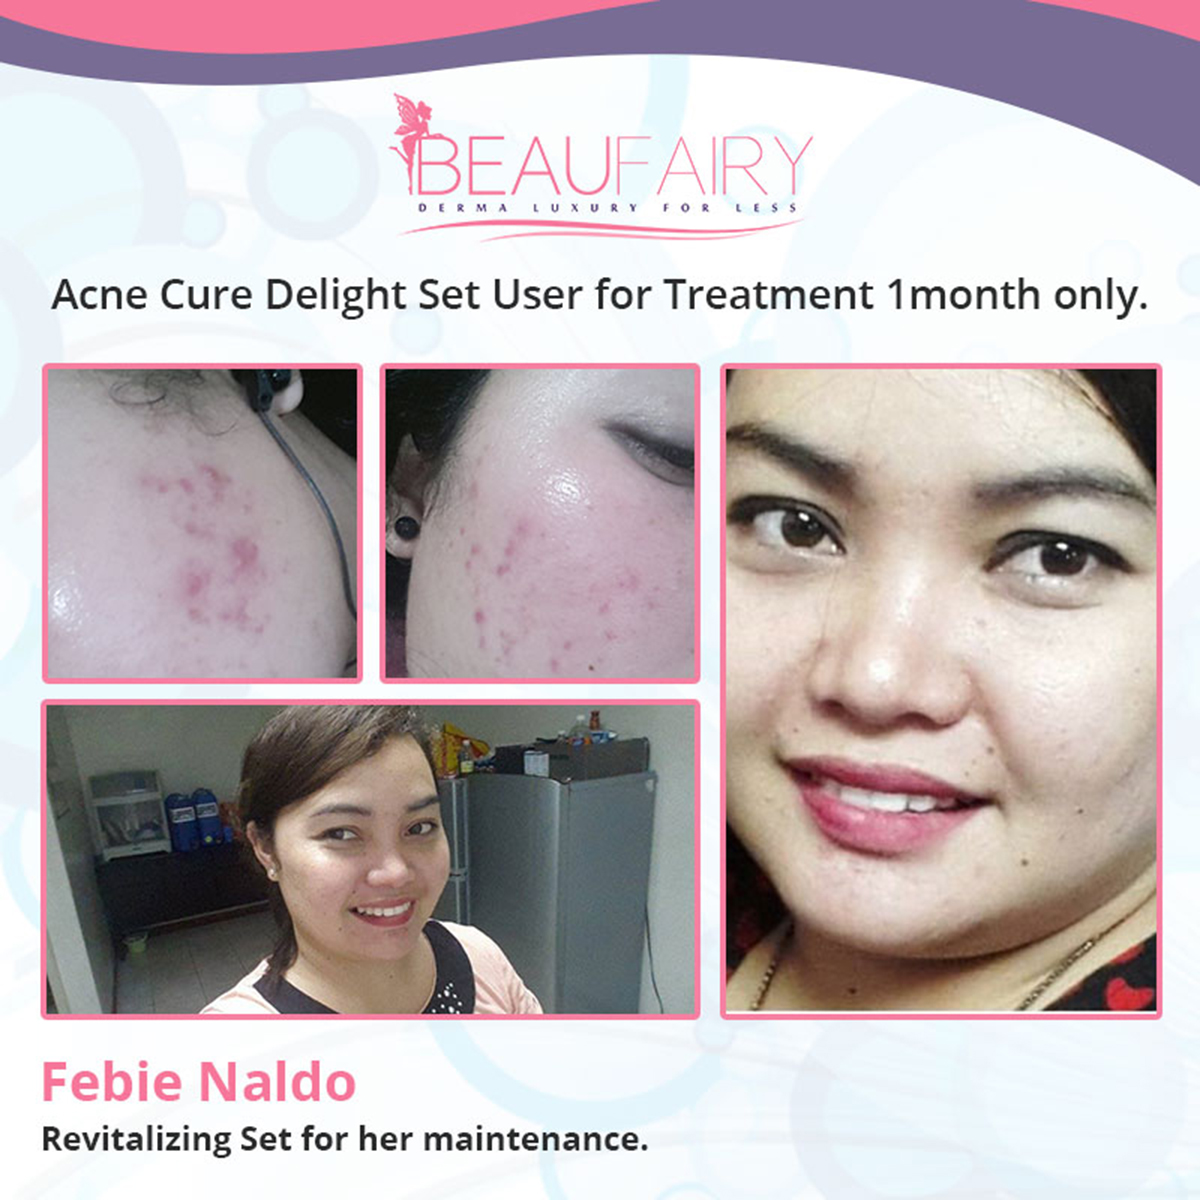 BEAUFAIRY
DERMA LUXURY FOR LESS
Acne Cure Delight Set User for Treatment 1month only.
Febie Naldo
Revitalizing Set for her maintenance.